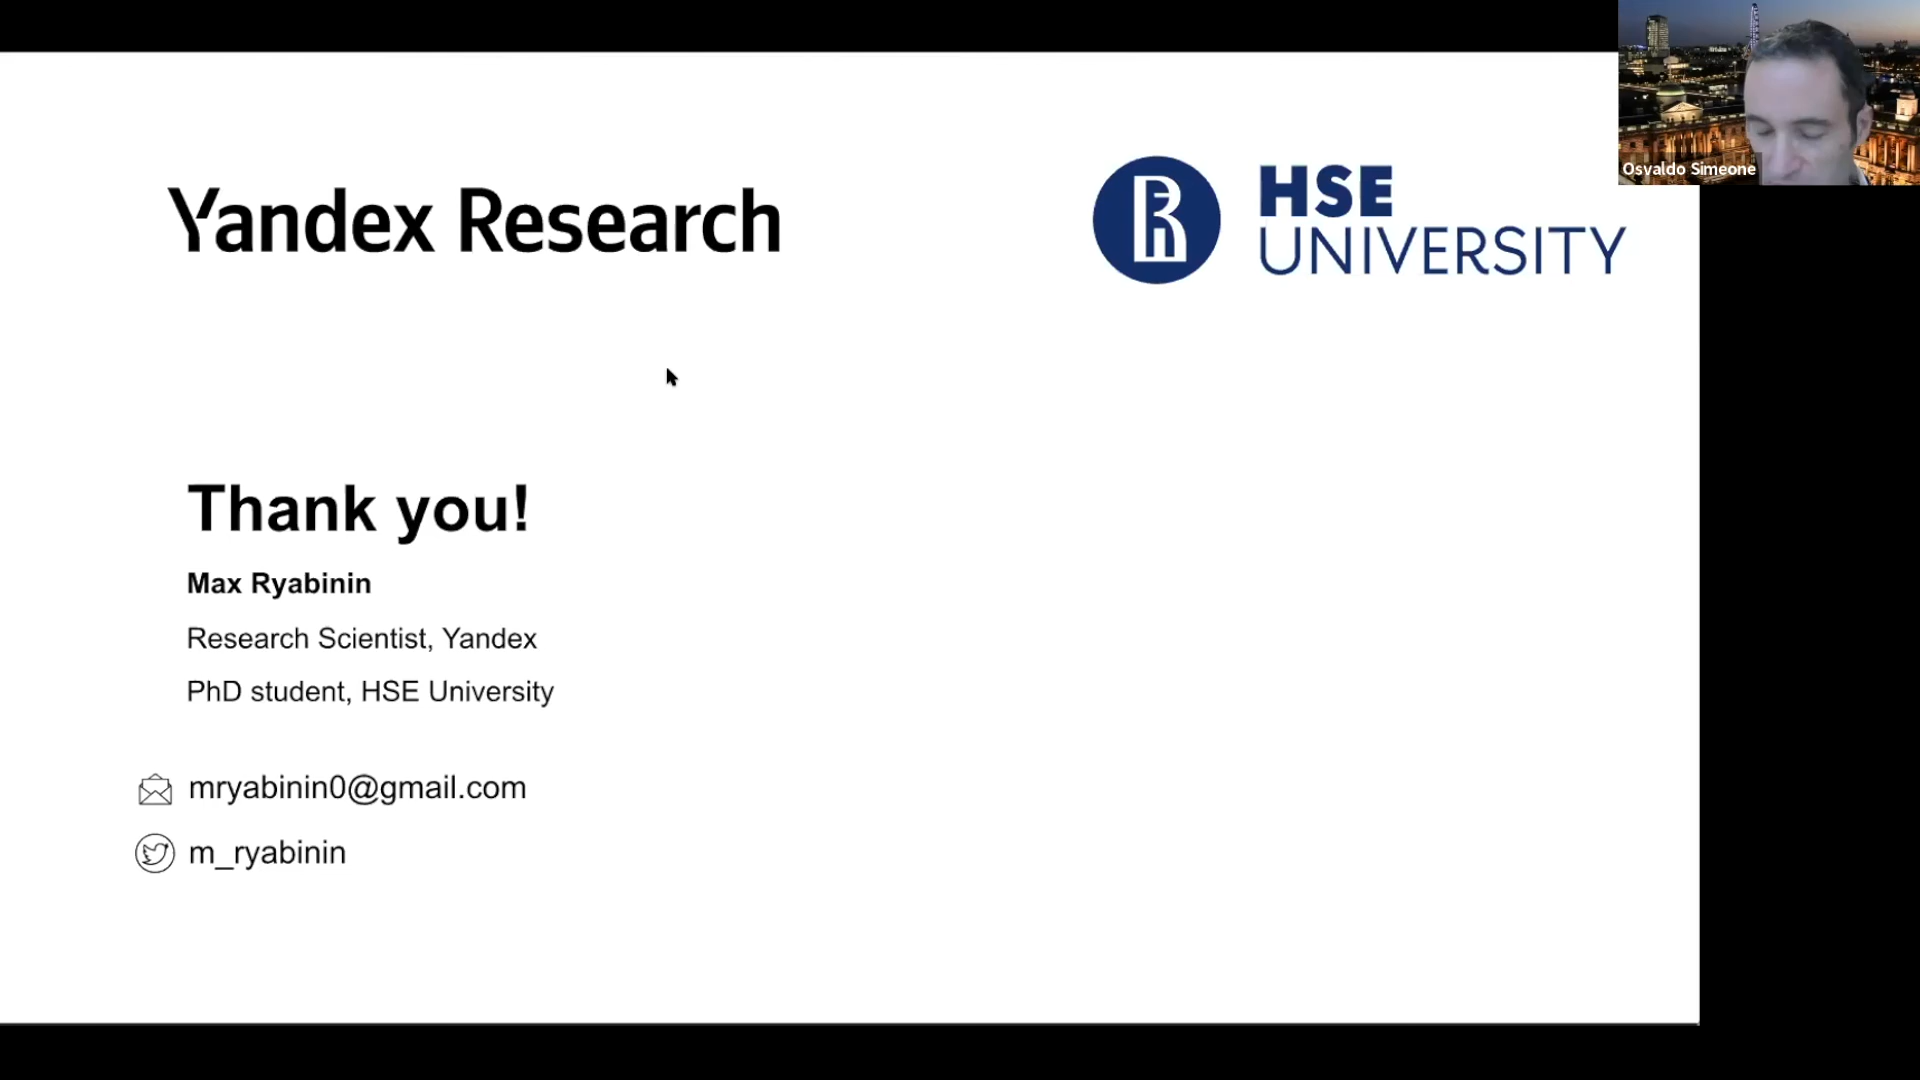 Yandex Research
HSE
UNIVERSITY
Osvaldo Simeone
Thank you!
Max Ryabinin
Research Scientist, Yandex
PhD student, HSE University
mryabinin0@gmail.com
m_ryabinin